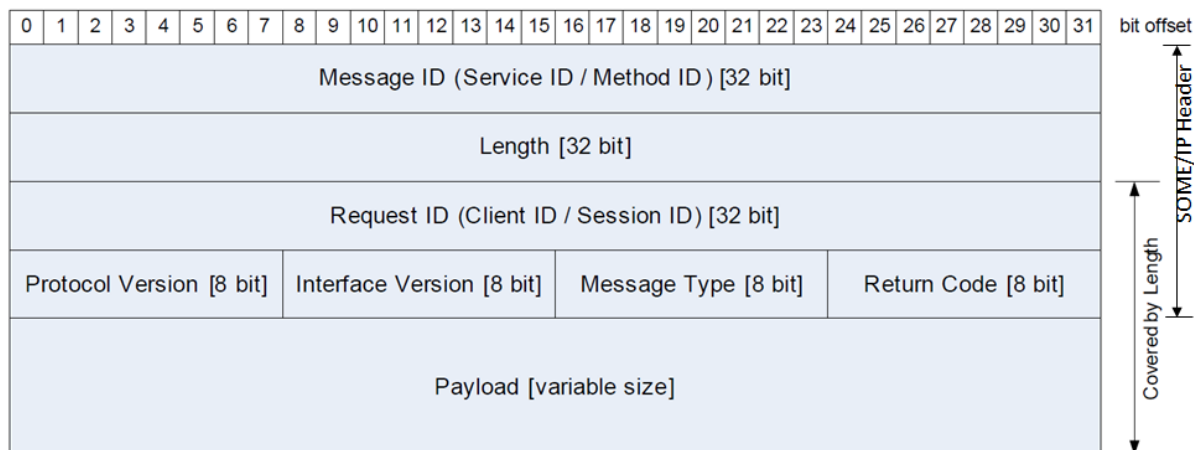 0 1 2 3 4 5 6 7 8 9 10 11 12 13 14 15 16 17 18 19 20 21 22 23 24 25 26 27 28 29 30 31 bit offset
Message ID (Service ID / Method ID) [32 bit]
Length [32 bit]
Request ID (Client ID / Session ID) [32 bit]
Protocol Version [8 bit] Interface Version [8 bit] Message Type [8 bit] Return Code [8 bit]
Payload [variable size]
SOME/IP Header
Covered by Length